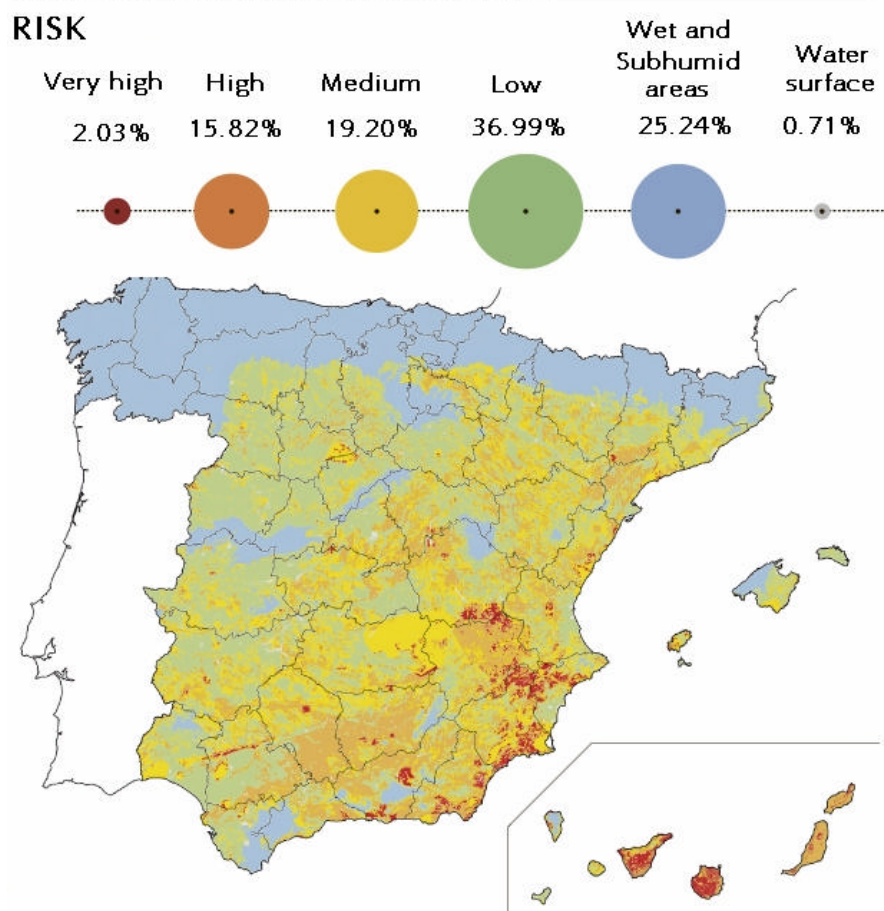 RISK
Very high
2.03%
High
15.82%
Medium
19.20%
Low
36.99%
Wet and
Subhumid
areas
25.24%
Water
surface
0.71%